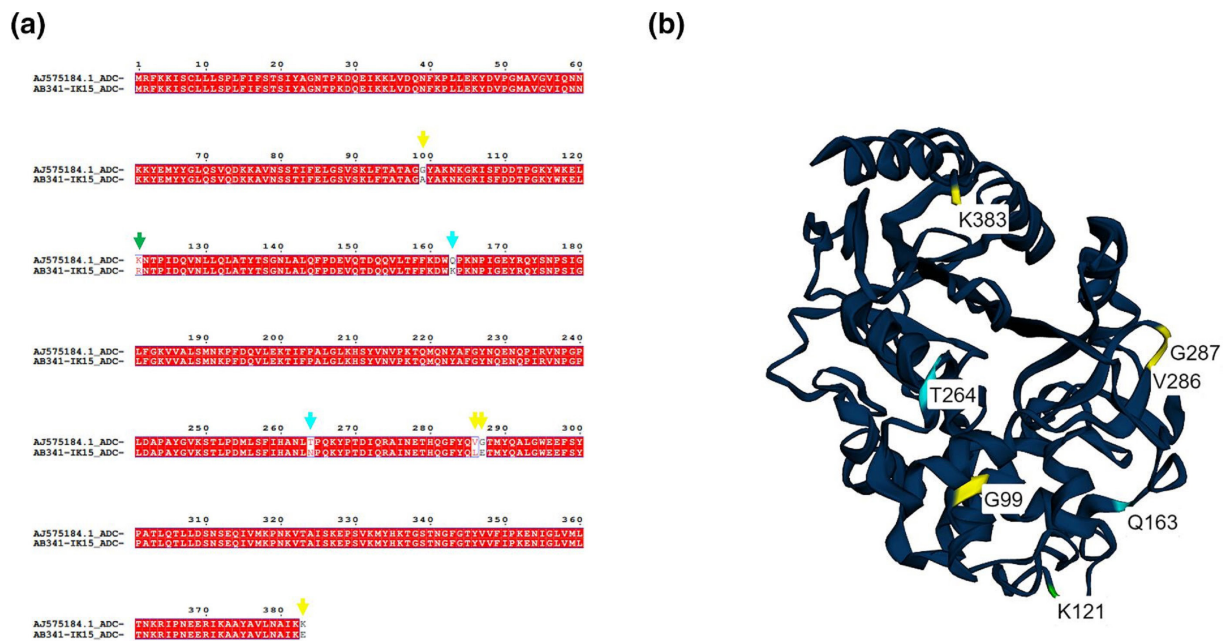 (a)
1 10 20 30 40 50 60
AJ575184.1_ADC- MRFKKISCLLLSPLFIFSTSIYAGNTPKDQEIKKLVDQNFKPLLEKYDVPGMAVGVIQNN
AB341-IK15_ADC- MRFKKISCLLLSPLFIFSTSIYAGNTPKDQEIKKLVDQNFKPLLEKYDVPGMAVGVIQNN
70 80 90 100 110 120
AJ575184.1_ADC- KKYEMYYGLQSVQDKKAVNSSTIFELGSVSKLFTATAGGYAKNKGKISFDDTPGKYWKEL
AB341-IK15_ADC- KKYEMYYGLQSVQDKKAVNSSTIFELGSVSKLFTATAGAYAKNKGKISFDDTPGKYWKEL
130 140 150 160 170 180
AJ575184.1_ADC- KNTPIDQVNLLQLATYTSGNLALQFPDEVQTDQQVLTFFKDWQPKNPIGEYRQYSNPSIG
AB341-IK15_ADC- RNTPIDQVNLLQLATYTSGNLALQFPDEVQTDQQVLTFFKDWKPKNPIGEYRQYSNPSIG
190 200 210 220 230 240
AJ575184.1_ADC- LFGKVVALSMNKPFDQVLEKTIFPALGLKHSYVNVPKTQMQNYAFGYNQENQPIRVNPGP
AB341-IK15_ADC- LFGKVVALSMNKPFDQVLEKTIFPALGLKHSYVNVPKTQMQNYAFGYNQENQPIRVNPGP
250 260 270 280 290 300
AJ575184.1_ADC- LDAPAYGVKSTLPDMLSFIHANLTPQKYPTDIQRAINETHQGFYQVGTMYQALGWEEFSY
AB341-IK15_ADC- LDAPAYGVKSTLPDMLSFIHANLNPQKYPTDIQRAINETHQGFYQLETMYQALGWEEFSY
310 320 330 340 350 360
AJ575184.1_ADC- PATLQTLLDSNSEQIVMKPNKVTAISKEPSVKMYHKTGSTNGFGTYVVFIPKENIGLVML
AB341-IK15_ADC- PATLQTLLDSNSEQIVMKPNKVTAISKEPSVKMYHKTGSTNGFGTYVVFIPKENIGLVML
370 380
AJ575184.1_ADC- TNKRIPNEERIKAAYAVLNAIKK
AB341-IK15_ADC- TNKRIPNEERIKAAYAVLNAIKE
(b)
K383
G287
V286
T264
G99
Q163
K121